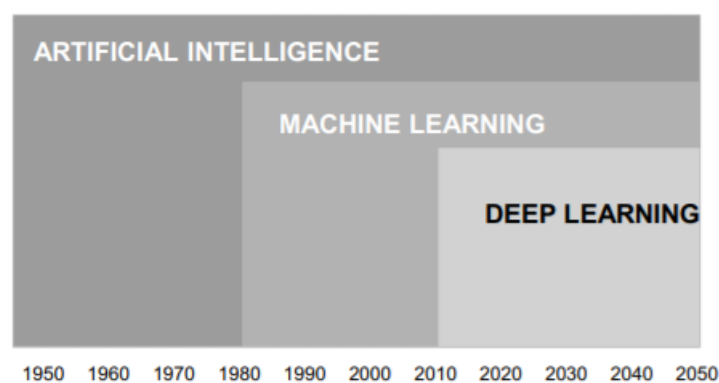 ARTIFICIAL INTELLIGENCE
MACHINE LEARNING
DEEP LEARNING
1950 1960 1970 1980 1990 2000 2010 2020 2030 2040 2050